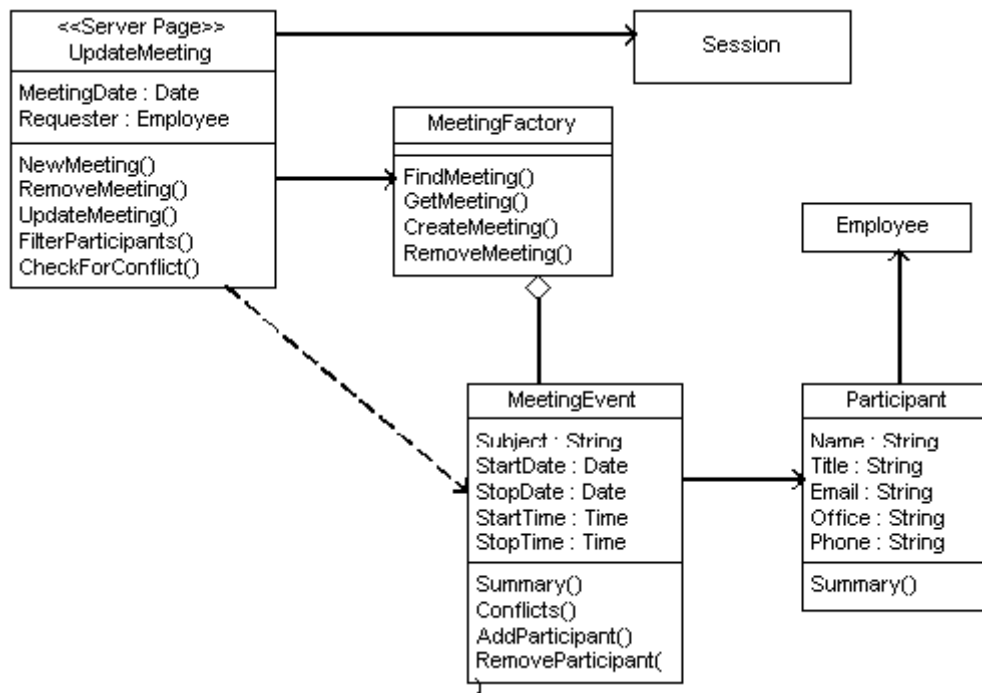 <<Server Page>>
UpdateMeeting
MeetingDate : Date
Requester : Employee
NewMeeting()
RemoveMeeting()
UpdateMeeting()
FilterParticipants()
CheckForConflict()
Session
MeetingFactory
FindMeeting()
GetMeeting()
CreateMeeting()
RemoveMeeting()
Employee
MeetingEvent
Subject : String
StartDate : Date
StopDate : Date
StartTime : Time
StopTime : Time
Summary()
Conflicts()
AddParticipant()
RemoveParticipant(
)
Participant
Name : String
Title : String
Email : String
Office : String
Phone : String
Summary()